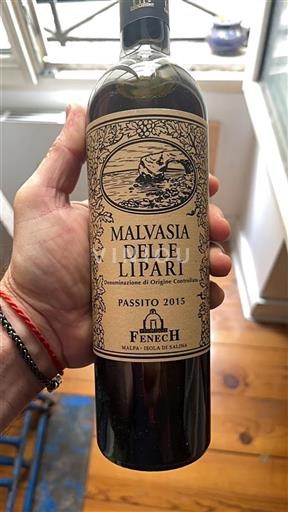 MALVASIA
DELLE
LIPARI
Denominazione di Origine Controllata
PASSITO 2015
FENECH
MALFA - ISOLA DI SALINA